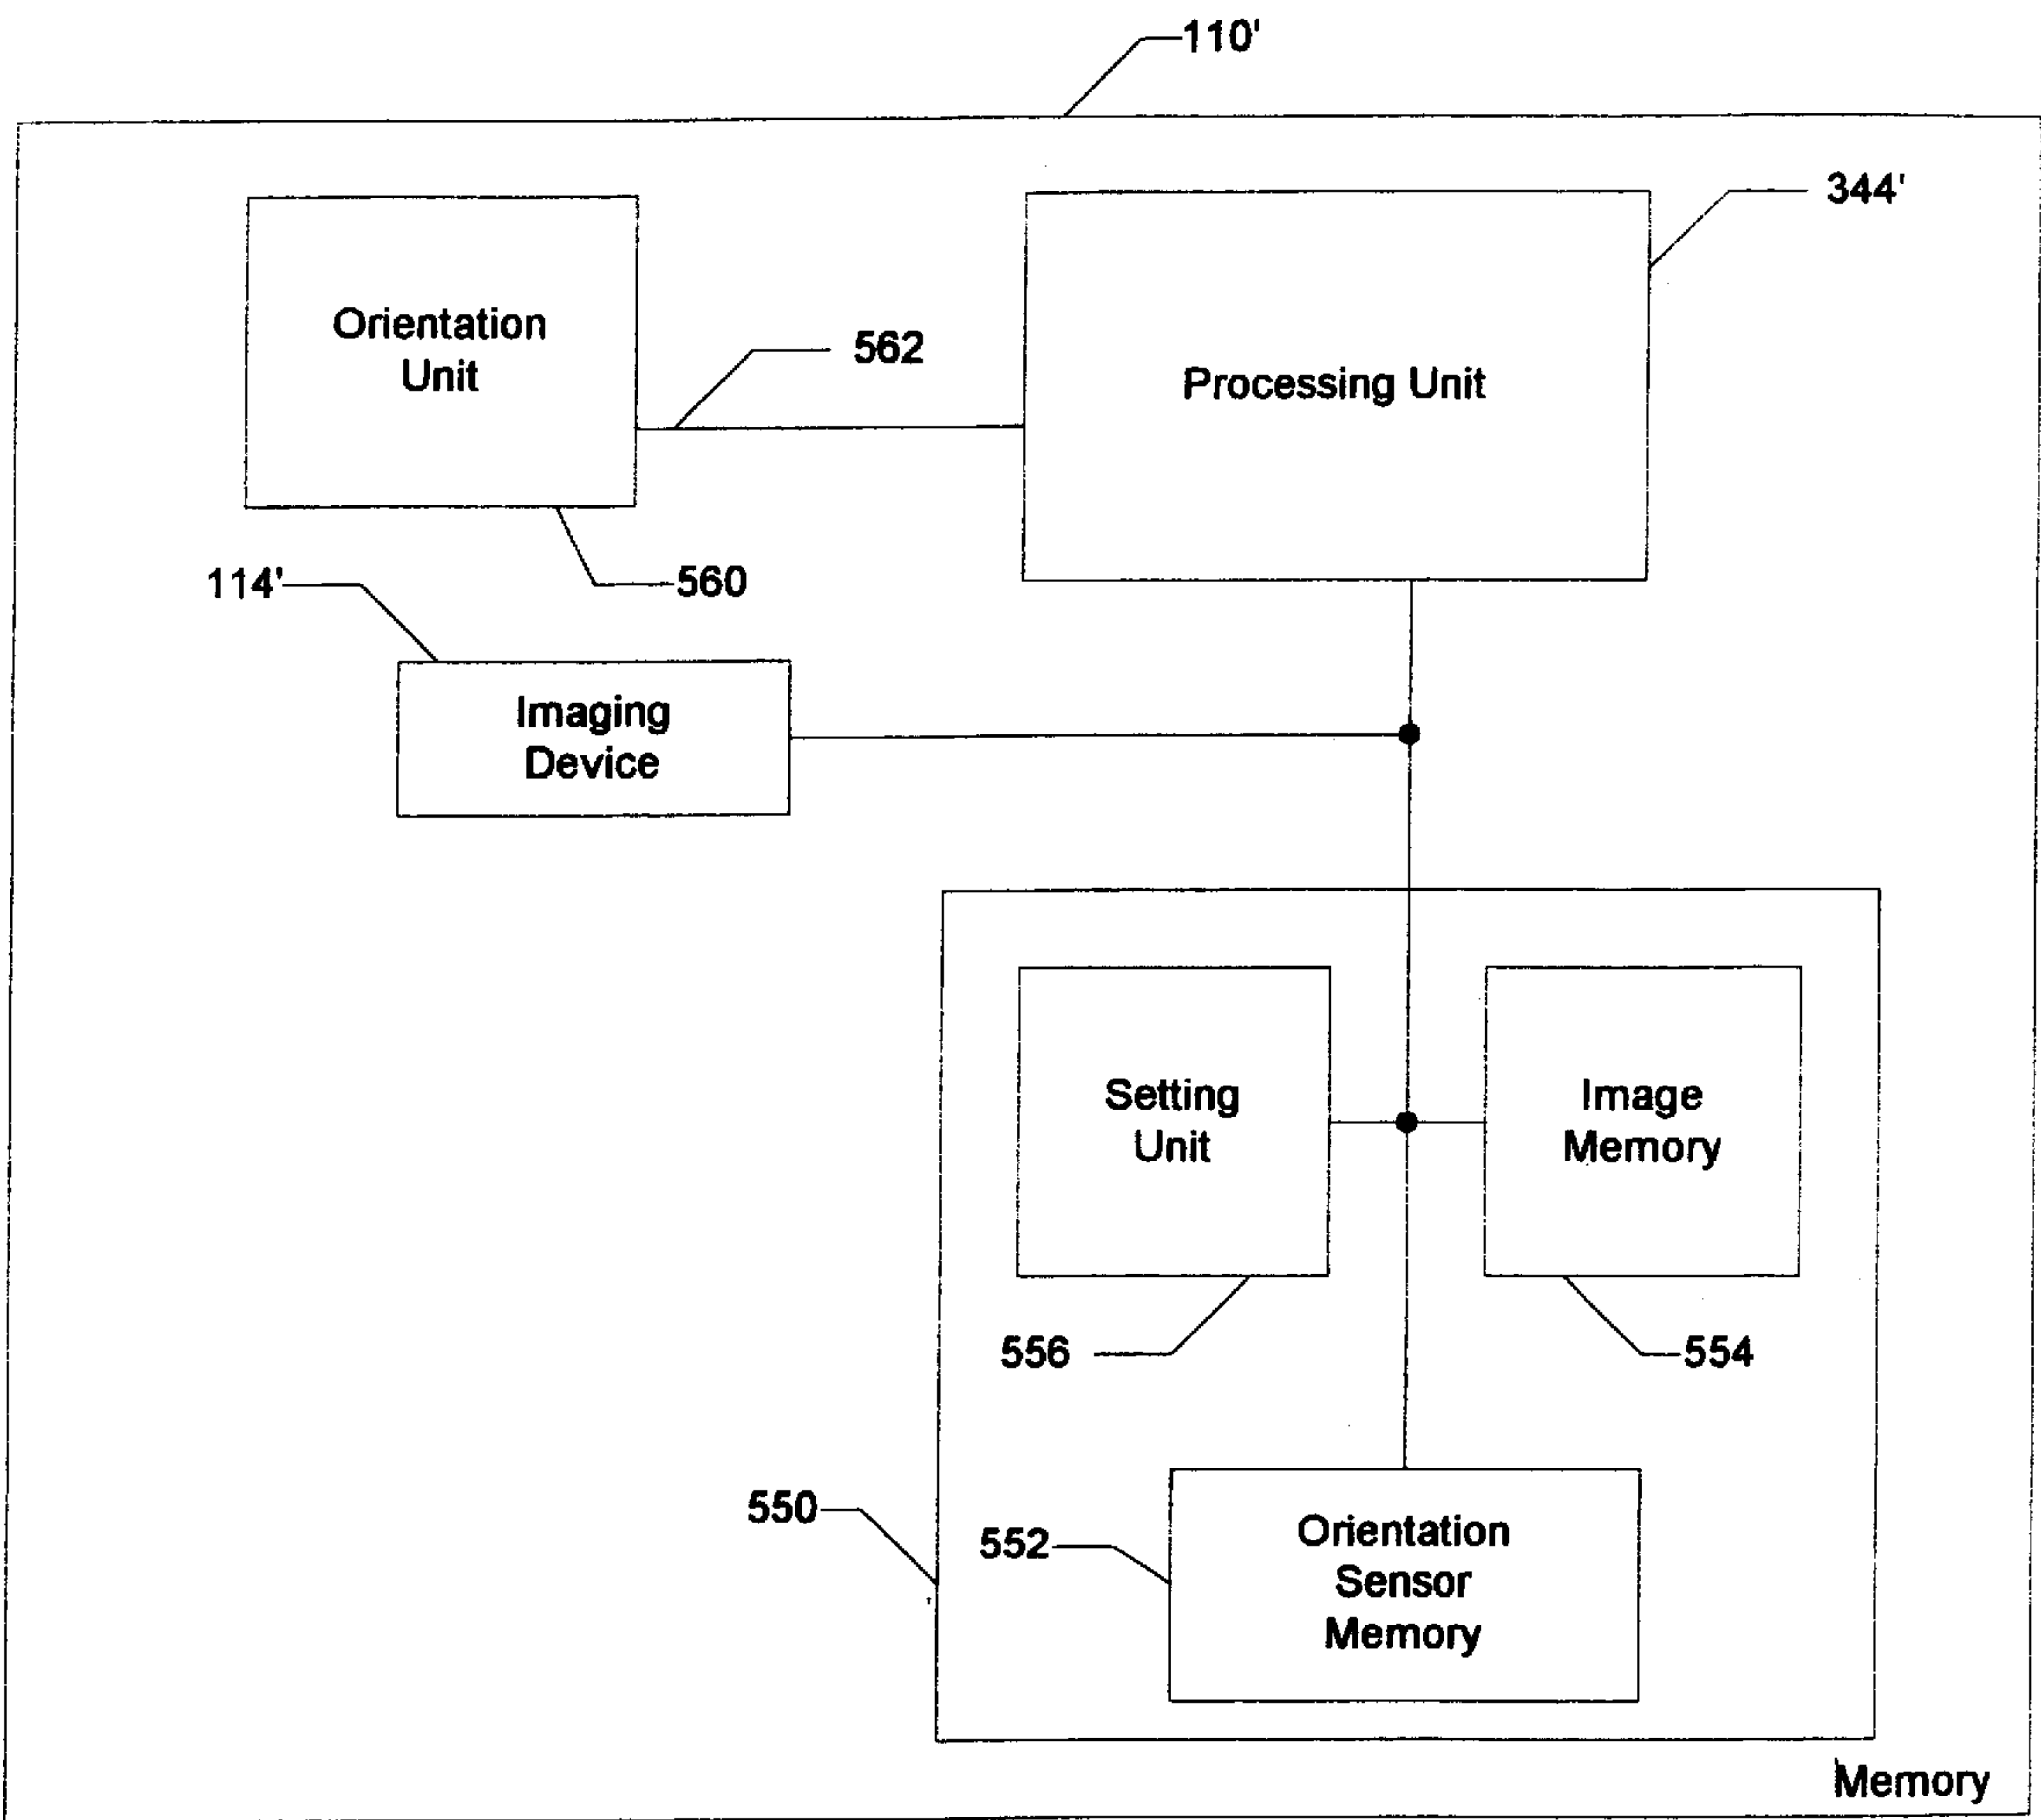 110'
344'
Orientation
Unit
562
Processing Unit
560
114'
Imaging
Device
Setting
Unit
Image
Memory
556
554
550
552
Orientation
Sensor
Memory
Memory